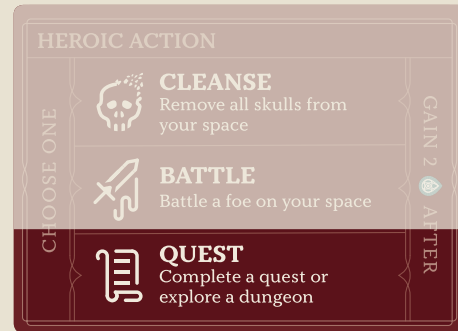 HEROIC ACTION
CHOOSE ONE
CLEANSE
Remove all skulls from
your space
BATTLE
Battle a foe on your space
QUEST
Complete a quest or
explore a dungeon
GAIN 2 AFTER